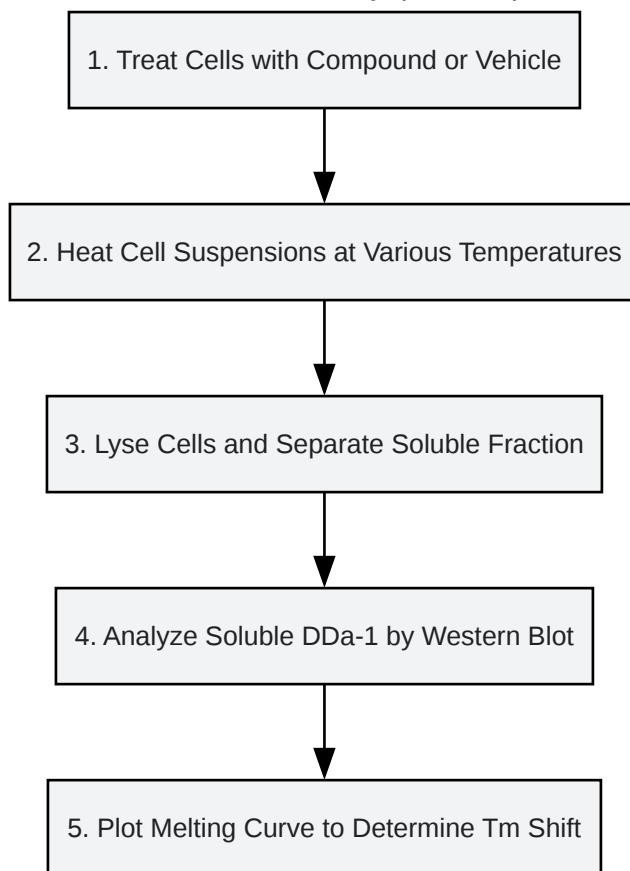 1. Treat Cells with Compound or Vehicle
2. Heat Cell Suspensions at Various Temperatures
3. Lyse Cells and Separate Soluble Fraction
4. Analyze Soluble DDa-1 by Western Blot
5. Plot Melting Curve to Determine Tm Shift